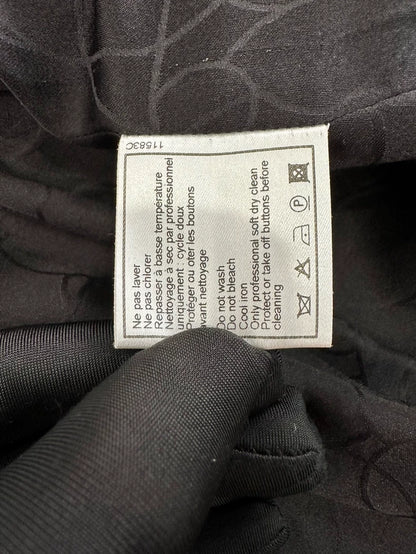 11583C
Ne pas laver
Ne pas chlorer
Repasser à basse température
Nettoyage à sec par professionnel
uniquement : cycle doux
Protéger ou oter les boutons
avant nettoyage
Do not wash
Do not bleach
Cool iron
Only professional soft dry clean
Protect or take off buttons before
cleaning
P